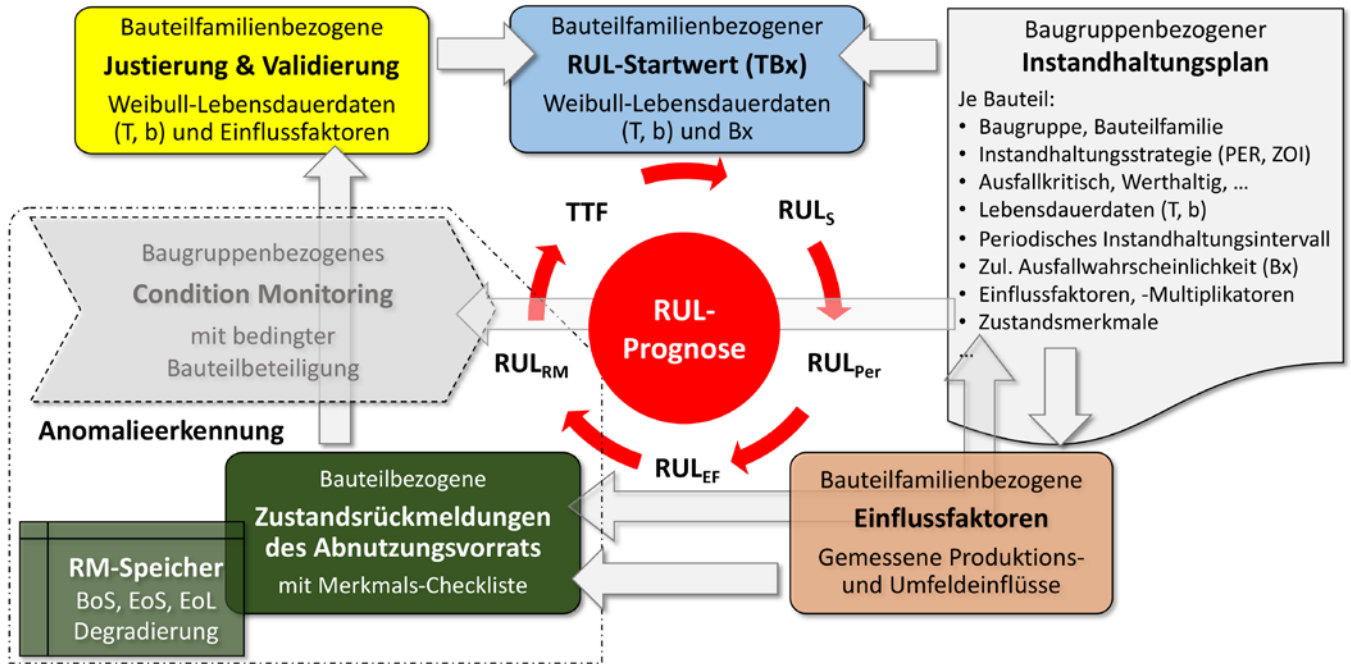 Bauteilfamilienbezogene
Justierung & Validierung
Weibull-Lebensdauerdaten
(T, b) und Einflussfaktoren
Bauteilfamilienbezogener
RUL-Startwert (TBx)
Weibull-Lebensdauerdaten
(T, b) und Bx
Baugruppenbezogener
Instandhaltungsplan
Je Bauteil:
• Baugruppe, Bauteilfamilie
• Instandhaltungsstrategie (PER, ZOI)
• Ausfallkritisch, Werthaltig, ...
• Lebensdauerdaten (T, b)
• Periodisches Instandhaltungsintervall
• Zul. Ausfallwahrscheinlichkeit (Bx)
• Einflussfaktoren, -Multiplikatoren
• Zustandsmerkmale
...
TTF
RULS
RUL-
Prognose
RULRM
RULPer
RULEF
Baugruppenbezogenes
Condition Monitoring
mit bedingter
Bauteilbeteiligung
Anomalieerkennung
Bauteilbezogene
Zustandsrückmeldungen
des Abnutzungsvorrats
mit Merkmals-Checkliste
RM-Speicher
BoS, EoS, EoL
Degradierung
Bauteilfamilienbezogene
Einflussfaktoren
Gemessene Produktions-
und Umfeldeinflüsse